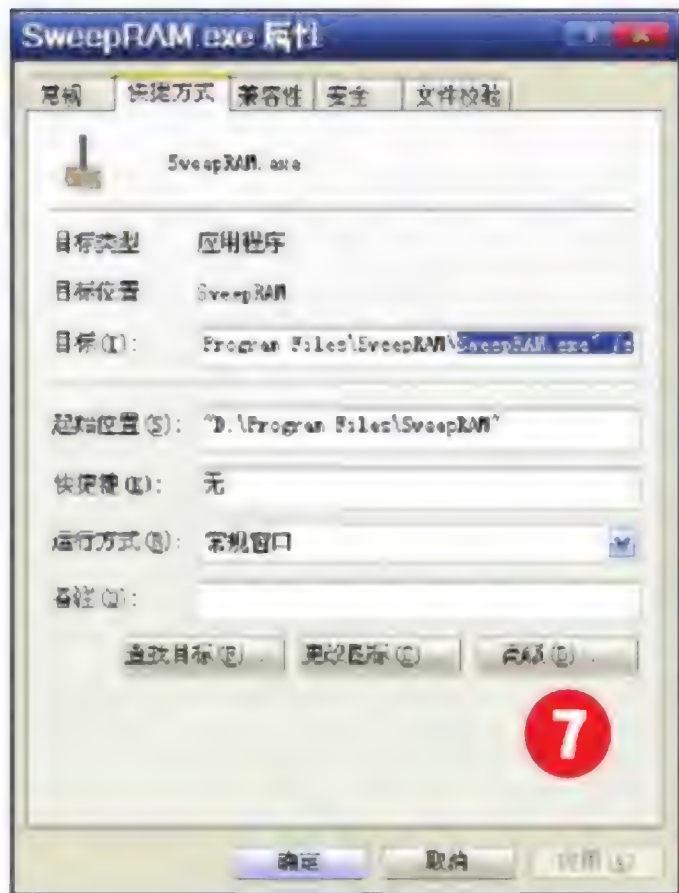 SweepRAM.exe 属性
常规 快捷方式 兼容性 安全 文件校验
SweepRAM.exe
目标类型 应用程序
目标位置 SweepRAM
目标(T): Program Files\SweepRAM\SweepRAM.exe"
起始位置(S): "D:\Program Files\SweepRAM"
快捷键(K): 无
运行方式(R): 常规窗口
备注(O):
查找目标(F)... 更改图标(C)... 高级(D)...
7
确定 取消 应用(A)